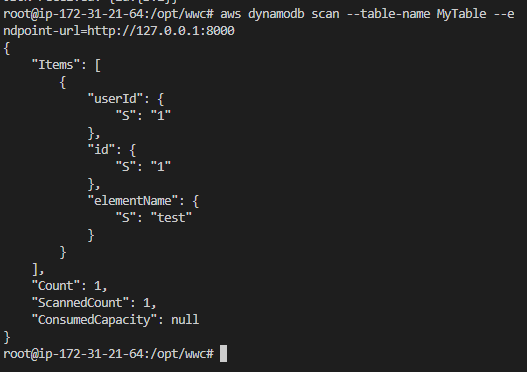 root@ip-172-31-21-64:/opt/wwc# aws dynamodb scan --table-name MyTable --e
ndpoint-url=http://127.0.0.1:8000
{
    "Items": [
        {
            "userId": {
                "S": "1"
            },
            "id": {
                "S": "1"
            },
            "elementName": {
                "S": "test"
            }
        }
    ],
    "Count": 1,
    "ScannedCount": 1,
    "ConsumedCapacity": null
}
root@ip-172-31-21-64:/opt/wwc#